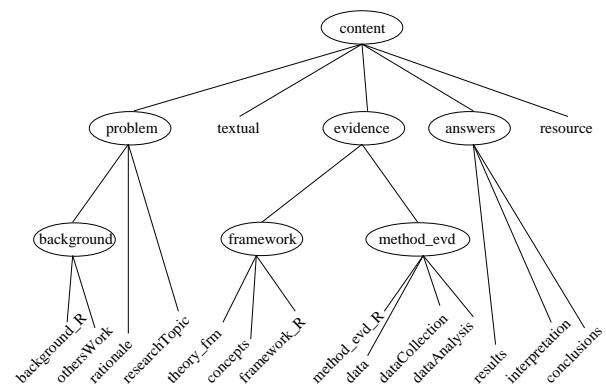 content
problem
textual
evidence
answers
resource
background
framework
method_evd
background_R
othersWork
rationale
researchTopic
theory_frm
concepts
framework_R
method_evd_R
data
dataCollection
dataAnalysis
results
interpretation
conclusions